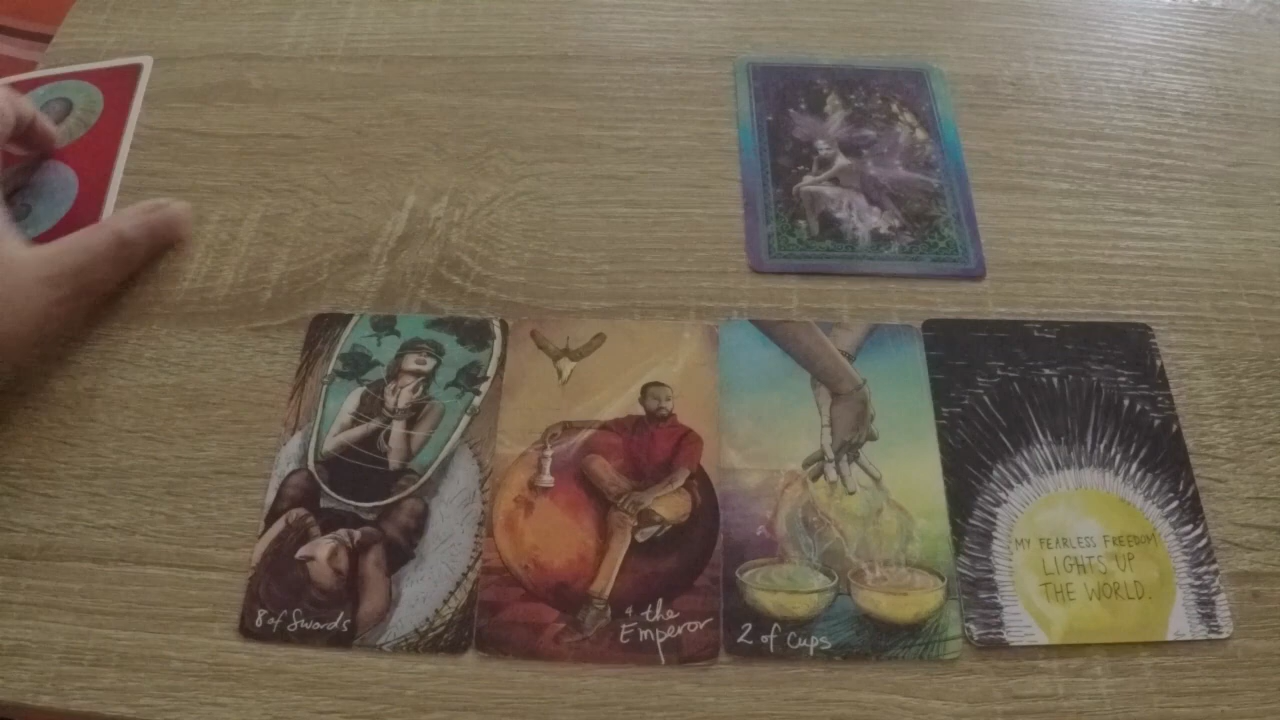 8 of Swords
4. the
Emperor
2 of Cups
MY FEARLESS FREEDOM
LIGHTS UP
THE WORLD.